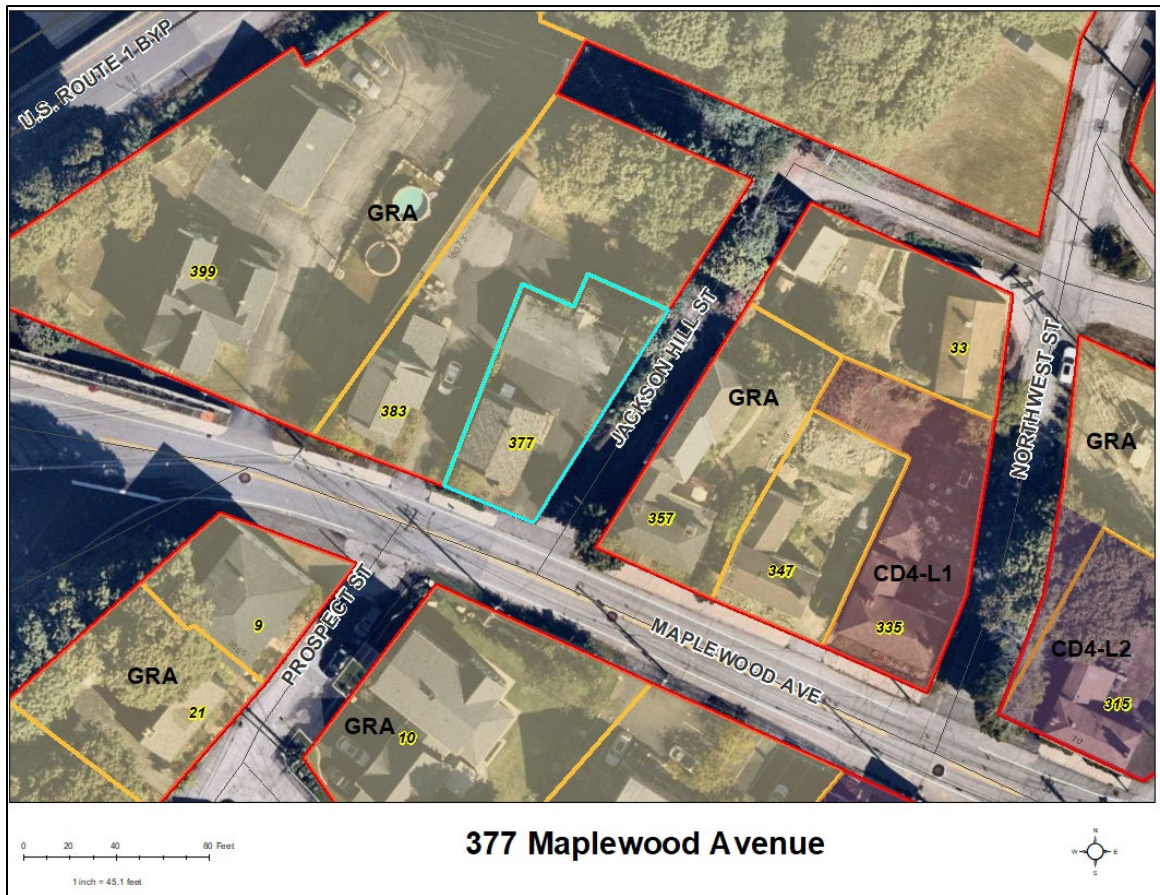 U.S. ROUTE 1 BYP
GRA
399
383
377
JACKSON HILL ST
GRA
33
NORTHWEST ST
GRA
357
347
CD4-L1
335
CD4-L2
315
70
MAPLEWOOD AVE
PROSPECT ST
9
GRA
21
GRA
10
0 20 40 80 Feet
1 inch = 45.1 feet
377 Maplewood Avenue
N
W E
S